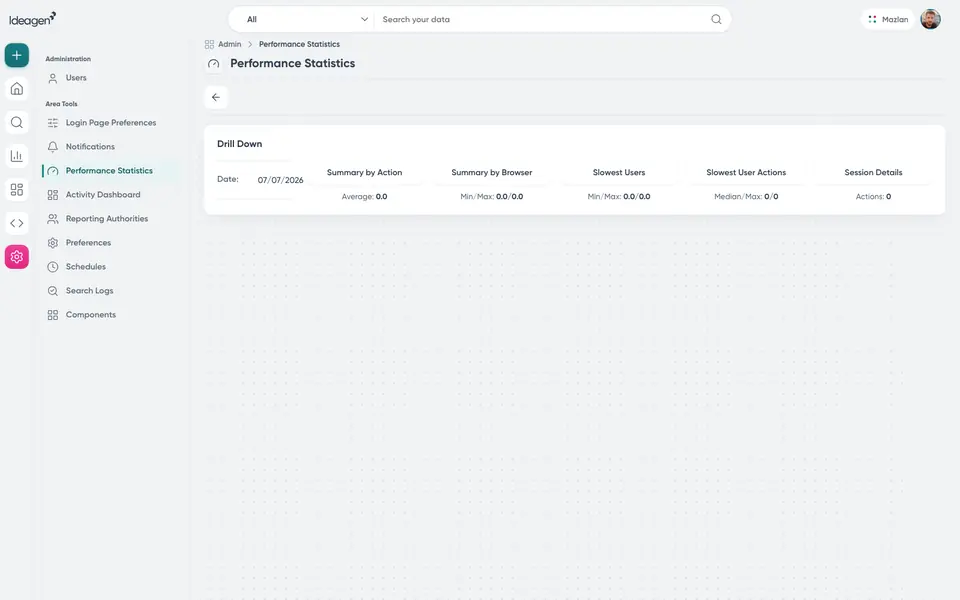 Ideagen
All
Search your data
Mazlan
Admin
Performance Statistics
Performance Statistics
Administration
Users
Area Tools
Login Page Preferences
Notifications
Performance Statistics
Activity Dashboard
Reporting Authorities
Preferences
Schedules
Search Logs
Components
Drill Down
Date: 07/07/2026
Summary by Action
Average: 0.0
Summary by Browser
Min/Max: 0.0/0.0
Slowest Users
Min/Max: 0.0/0.0
Slowest User Actions
Median/Max: 0/0
Session Details
Actions: 0